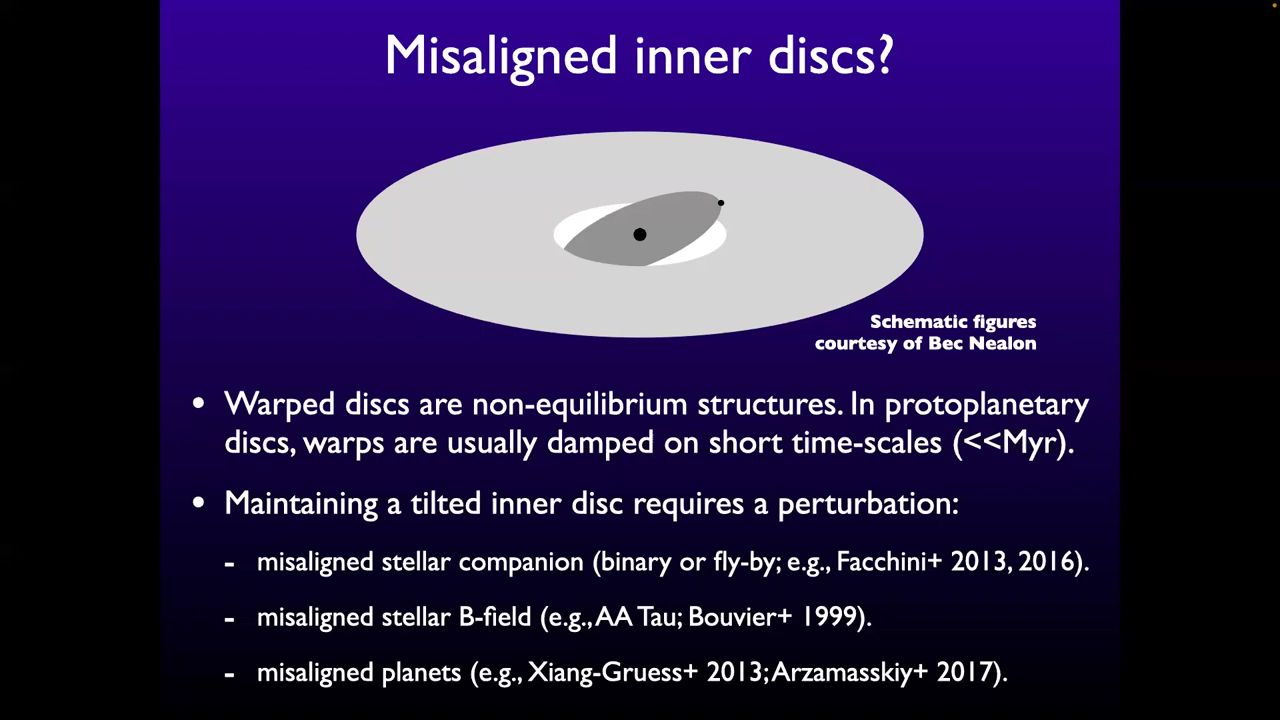 Misaligned inner discs?
Schematic figures
courtesy of Bec Nealon
• Warped discs are non-equilibrium structures. In protoplanetary
discs, warps are usually damped on short time-scales (<<Myr).
• Maintaining a tilted inner disc requires a perturbation:
- misaligned stellar companion (binary or fly-by; e.g., Facchini+ 2013, 2016).
- misaligned stellar B-field (e.g., AA Tau; Bouvier+ 1999).
- misaligned planets (e.g., Xiang-Gruess+ 2013; Arzamasskiy+ 2017).